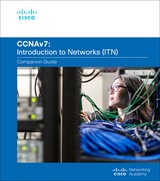 CISCO
CCNAv7:
Introduction to Networks (ITN)
Companion Guide
CISCO
Networking
Academy